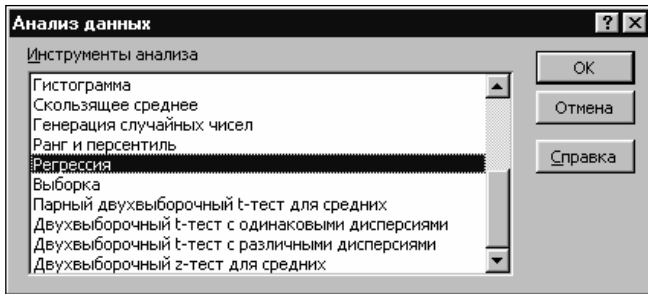 Анализ данных
Инструменты анализа
Гистограмма
Скользящее среднее
Генерация случайных чисел
Ранг и персентиль
Регрессия
Выборка
Парный двухвыборочный t-тест для средних
Двухвыборочный t-тест с одинаковыми дисперсиями
Двухвыборочный t-тест с различными дисперсиями
Двухвыборочный z-тест для средних
OK
Отмена
Справка